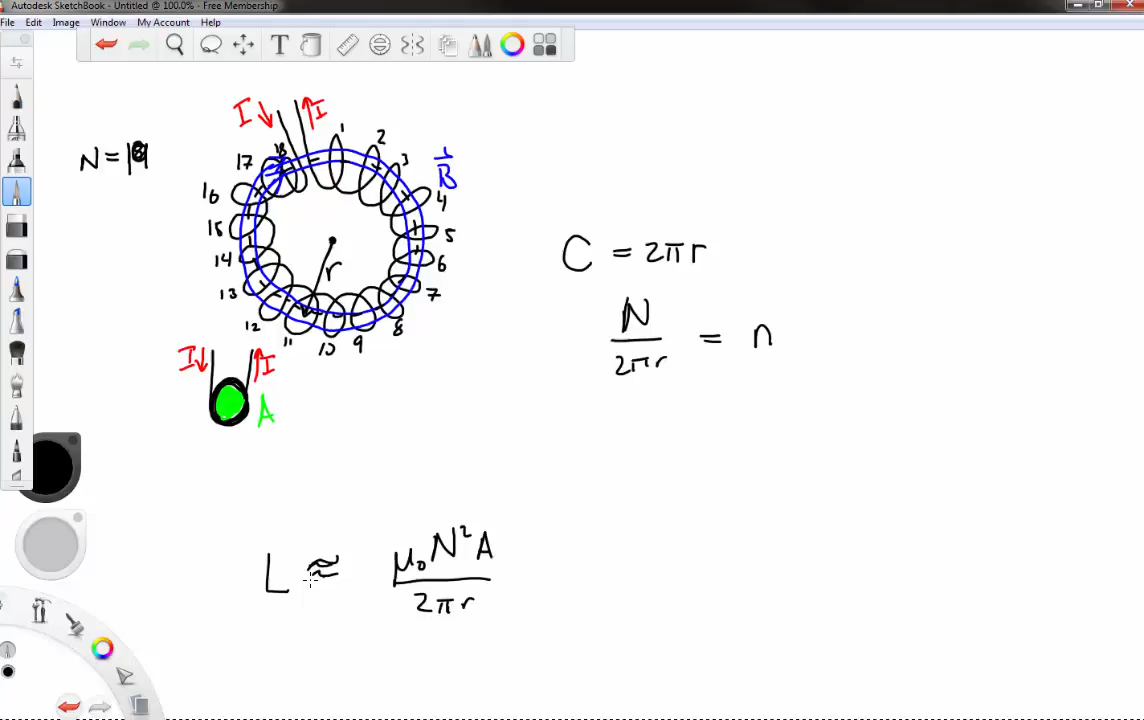 Autodesk SketchBook - Untitled @ 100.0% - Free Membership
File Edit Image Window My Account Help
I I
1
2
3
4
5
6
7
8
9
10
11
12
13
14
15
16
17
18
B
N = 18
r
I I
A
C = 2πr
N/2πr = n
L ≈ μ₀N²A/2πr